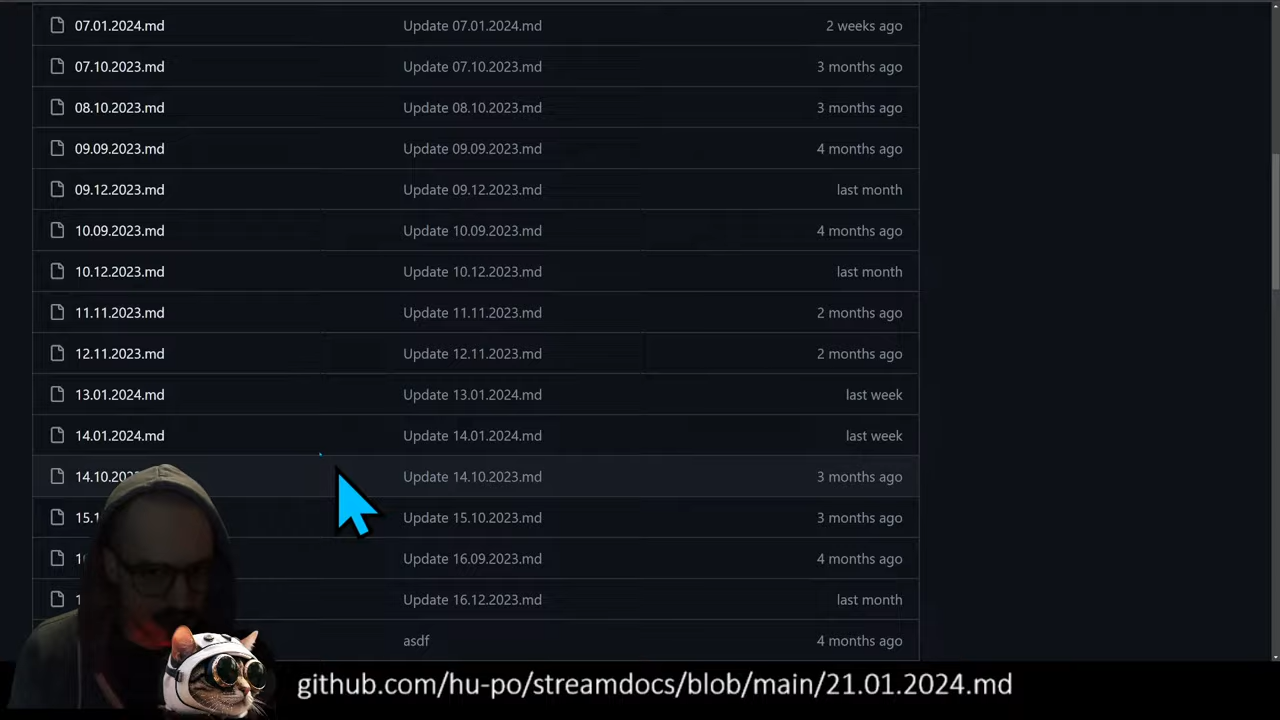 07.01.2024.md Update 07.01.2024.md 2 weeks ago
07.10.2023.md Update 07.10.2023.md 3 months ago
08.10.2023.md Update 08.10.2023.md 3 months ago
09.09.2023.md Update 09.09.2023.md 4 months ago
09.12.2023.md Update 09.12.2023.md last month
10.09.2023.md Update 10.09.2023.md 4 months ago
10.12.2023.md Update 10.12.2023.md last month
11.11.2023.md Update 11.11.2023.md 2 months ago
12.11.2023.md Update 12.11.2023.md 2 months ago
13.01.2024.md Update 13.01.2024.md last week
14.01.2024.md Update 14.01.2024.md last week
Update 14.10.2023.md 3 months ago
Update 15.10.2023.md 3 months ago
Update 16.09.2023.md 4 months ago
Update 16.12.2023.md last month
asdf 4 months ago
github.com/hu-po/streamdocs/blob/main/21.01.2024.md